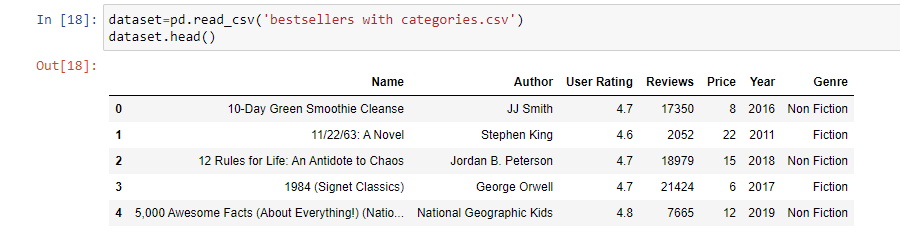 In [18]: dataset=pd.read_csv('bestsellers with categories.csv')
dataset.head()
Out[18]:
Name Author User Rating Reviews Price Year Genre
0 10-Day Green Smoothie Cleanse JJ Smith 4.7 17350 8 2016 Non Fiction
1 11/22/63: A Novel Stephen King 4.6 2052 22 2011 Fiction
2 12 Rules for Life: An Antidote to Chaos Jordan B. Peterson 4.7 18979 15 2018 Non Fiction
3 1984 (Signet Classics) George Orwell 4.7 21424 6 2017 Fiction
4 5,000 Awesome Facts (About Everything!) (Natio... National Geographic Kids 4.8 7665 12 2019 Non Fiction